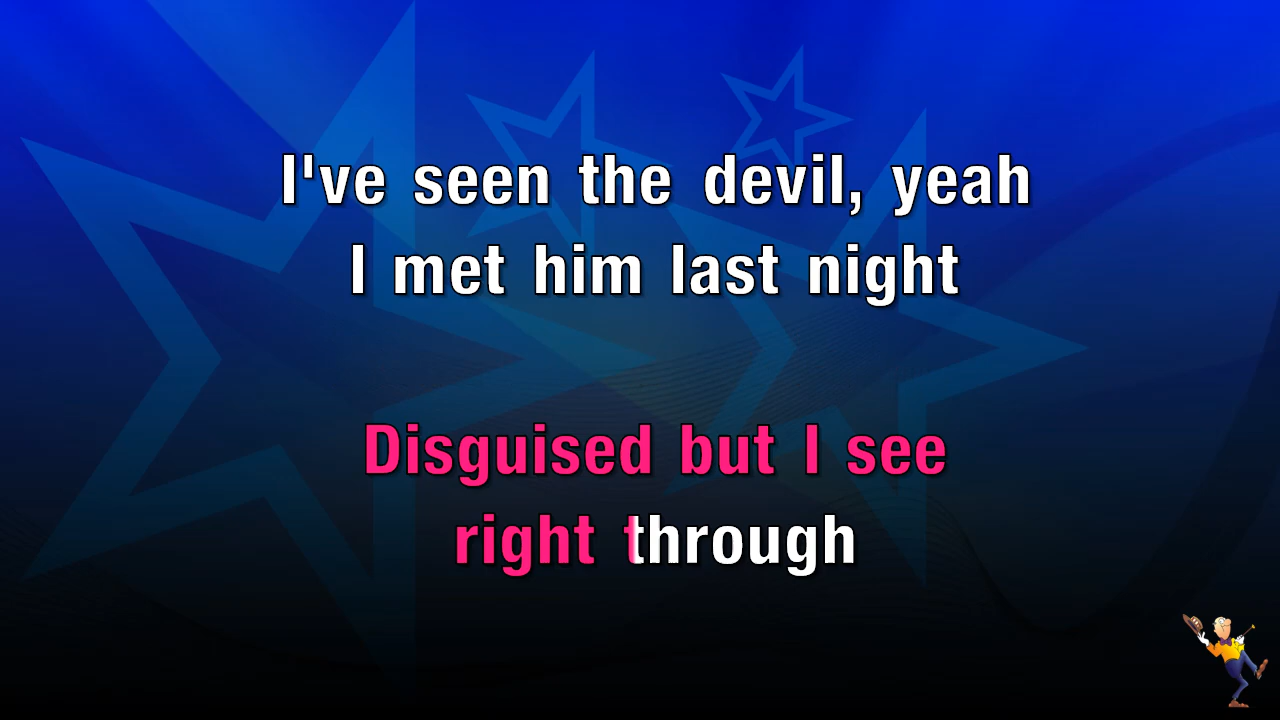 I've seen the devil, yeah
I met him last night
Disguised but I see
right through